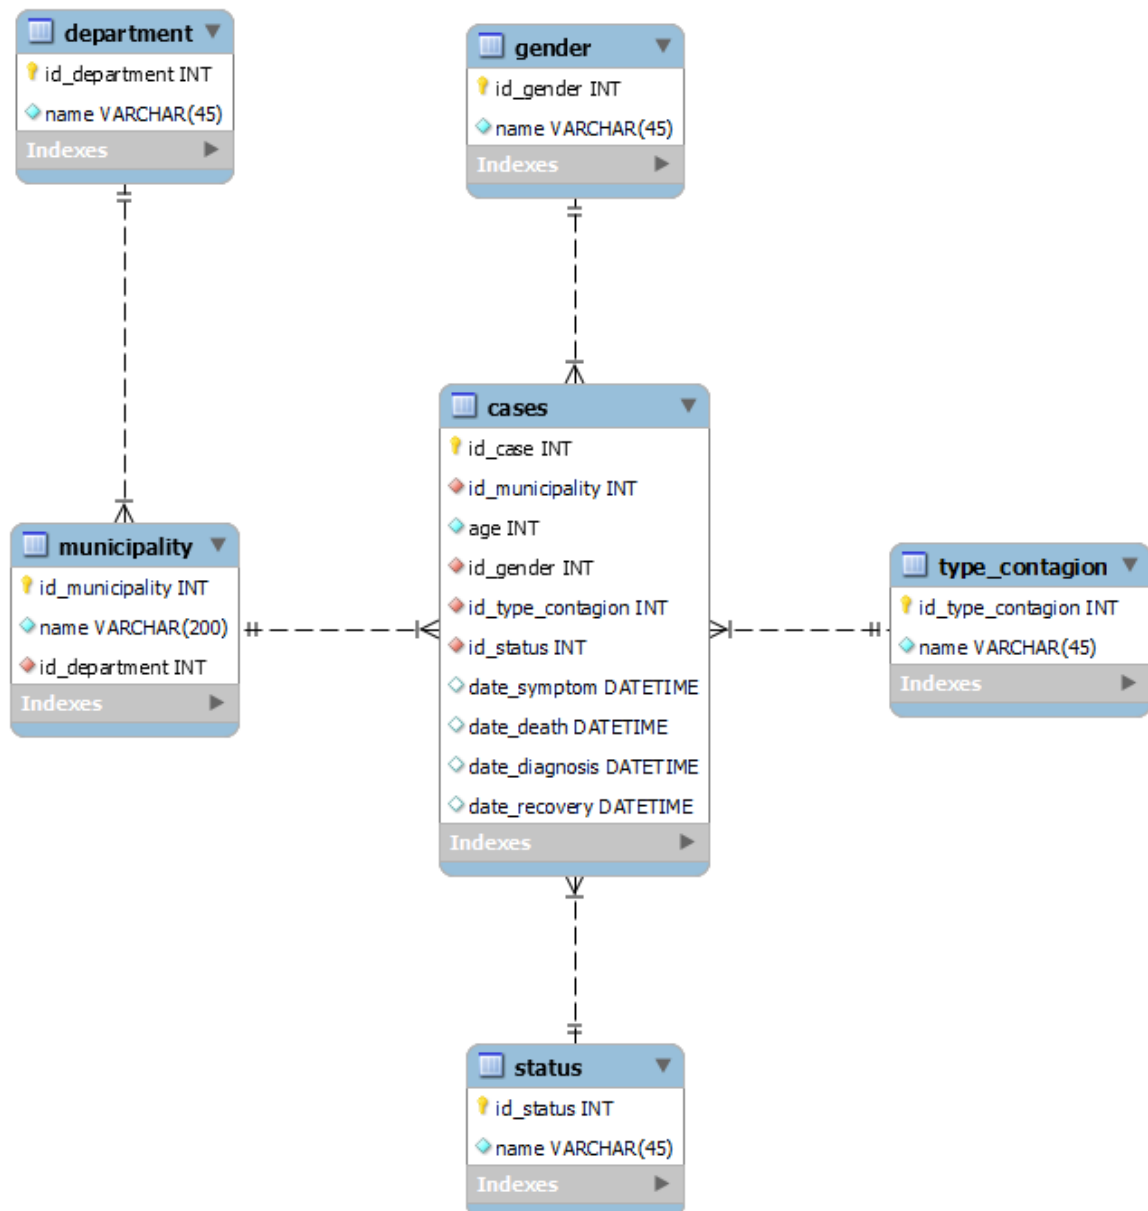 department
id_department INT
name VARCHAR(45)
Indexes
gender
id_gender INT
name VARCHAR(45)
Indexes
cases
id_case INT
id_municipality INT
age INT
id_gender INT
id_type_contagion INT
id_status INT
date_symptom DATETIME
date_death DATETIME
date_diagnosis DATETIME
date_recovery DATETIME
Indexes
municipality
id_municipality INT
name VARCHAR(200)
id_department INT
Indexes
type_contagion
id_type_contagion INT
name VARCHAR(45)
Indexes
status
id_status INT
name VARCHAR(45)
Indexes